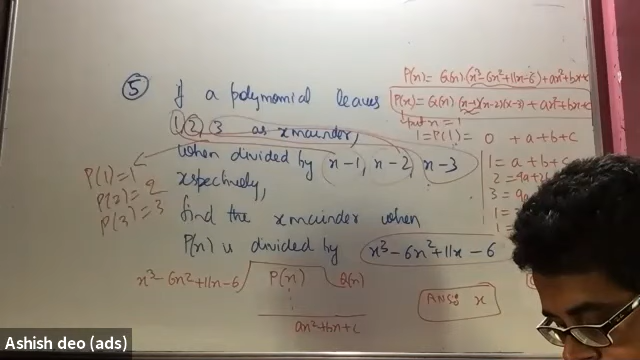 ⑤ If a polynomial leaves
1, 2, 3 as remainder,
when divided by x-1, x-2, x-3
respectively,
find the remainder when
P(x) is divided by x³-6x²+11x-6
P(1)=1
P(2)=2
P(3)=3
P(x)= Q(x)·(x³-6x²+11x-6)+ax²+bx+c
P(x)= Q(x)·(x-1)(x-2)(x-3)+ax²+bx+c
put x=1
1=P(1)= 0 +a+b+c
1=a+b+c
2=4a+2
3=9a
1=
1=
x³-6x²+11x-6
P(x)
Q(x)
ax²+bx+c
ANS: x
Ashish deo (ads)